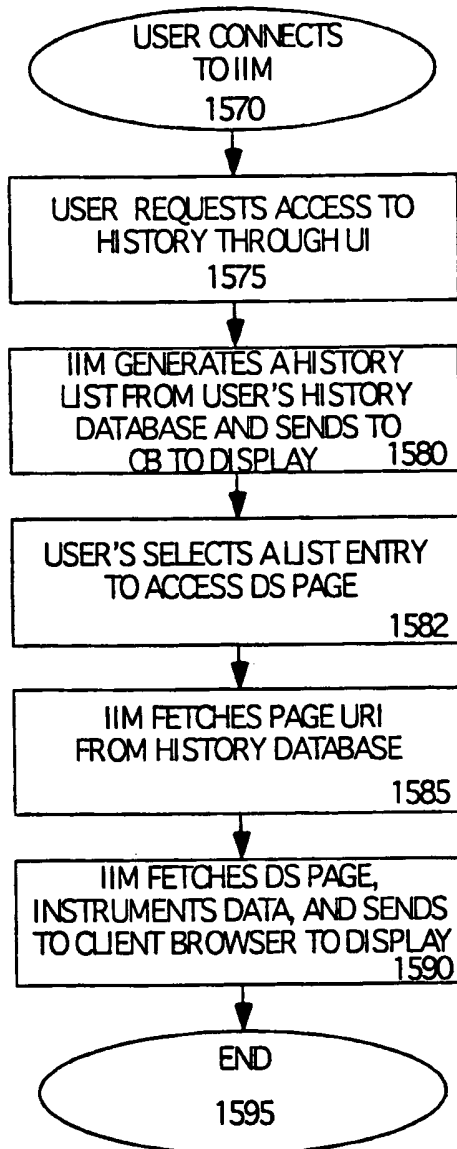 USER CONNECTS
TO IIM
1570
USER REQUESTS ACCESS TO
HISTORY THROUGH UI
1575
IIM GENERATES A HISTORY
LIST FROM USER'S HISTORY
DATABASE AND SENDS TO
CB TO DISPLAY 1580
USER'S SELECTS A LIST ENTRY
TO ACCESS DS PAGE
1582
IIM FETCHES PAGE URI
FROM HISTORY DATABASE
1585
IIM FETCHES DS PAGE,
INSTRUMENTS DATA, AND SENDS
TO CLIENT BROWSER TO DISPLAY
1590
END
1595